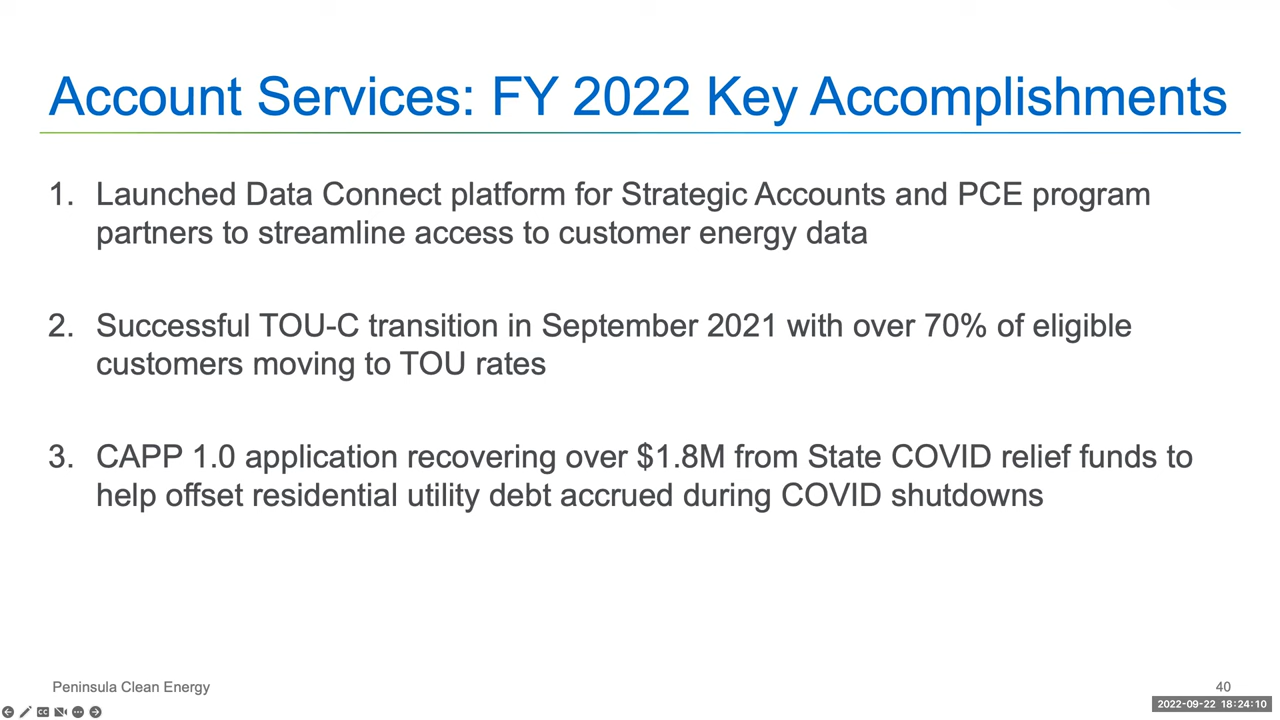 Account Services: FY 2022 Key Accomplishments
1. Launched Data Connect platform for Strategic Accounts and PCE program
partners to streamline access to customer energy data
2. Successful TOU-C transition in September 2021 with over 70% of eligible
customers moving to TOU rates
3. CAPP 1.0 application recovering over $1.8M from State COVID relief funds to
help offset residential utility debt accrued during COVID shutdowns
Peninsula Clean Energy
40
CC
2022-09-22 18:24:10